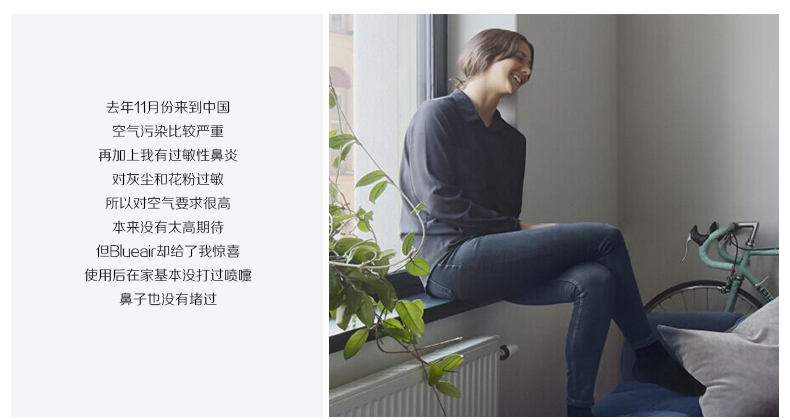 去年11月份来到中国
空气污染比较严重
再加上我有过敏性鼻炎
对灰尘和花粉过敏
所以对空气要求很高
本来没有太高期待
但Blueair却给了我惊喜
使用后在家基本没打过喷嚏
鼻子也没有堵过